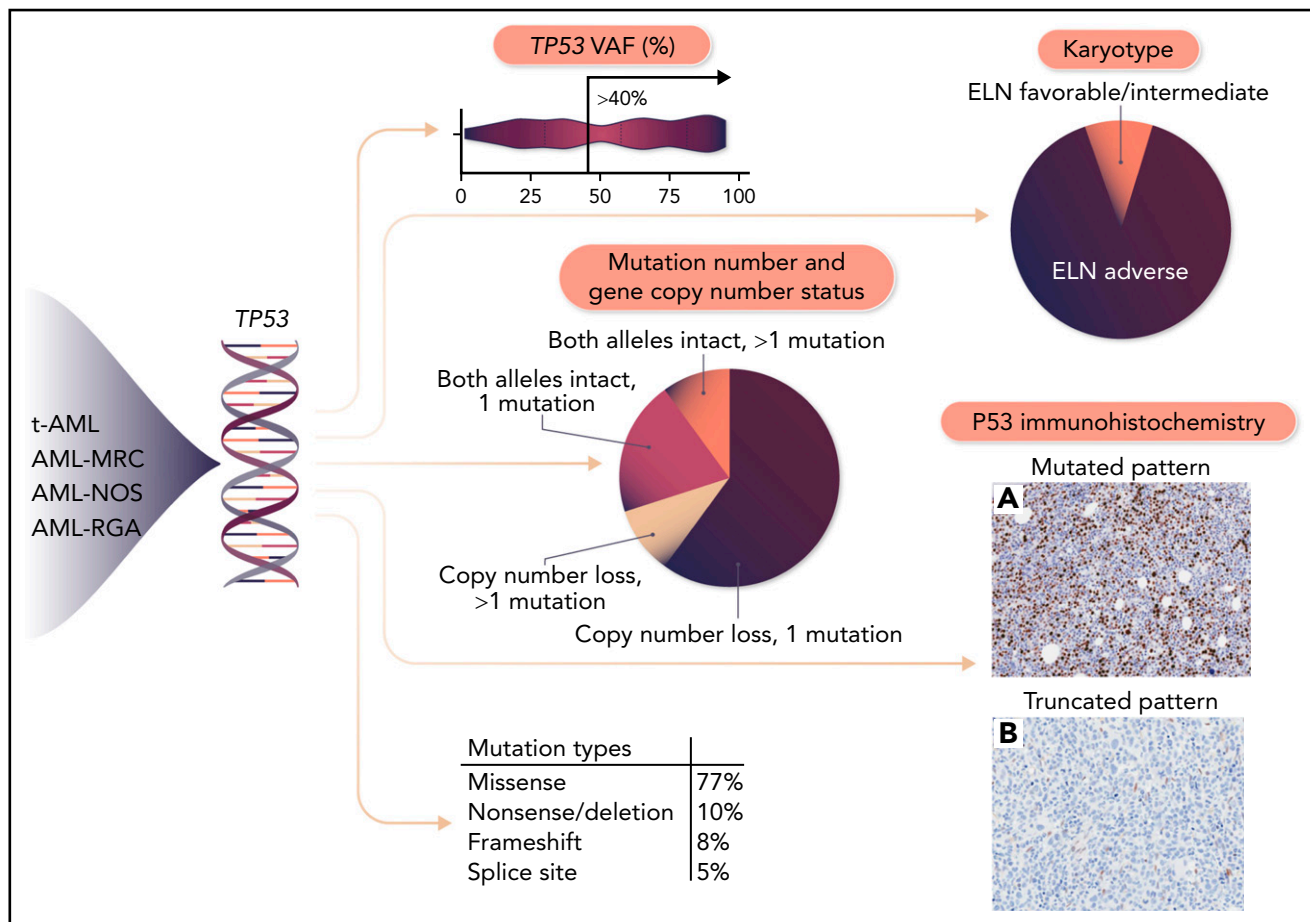 TP53 VAF (%)
>40%
0 25 50 75 100
Karyotype
ELN favorable/intermediate
ELN adverse
Mutation number and
gene copy number status
Both alleles intact, >1 mutation
Both alleles intact,
1 mutation
Copy number loss,
>1 mutation
Copy number loss, 1 mutation
TP53
t-AML
AML-MRC
AML-NOS
AML-RGA
P53 immunohistochemistry
Mutated pattern
A
Truncated pattern
B
Mutation types
Missense 77%
Nonsense/deletion 10%
Frameshift 8%
Splice site 5%